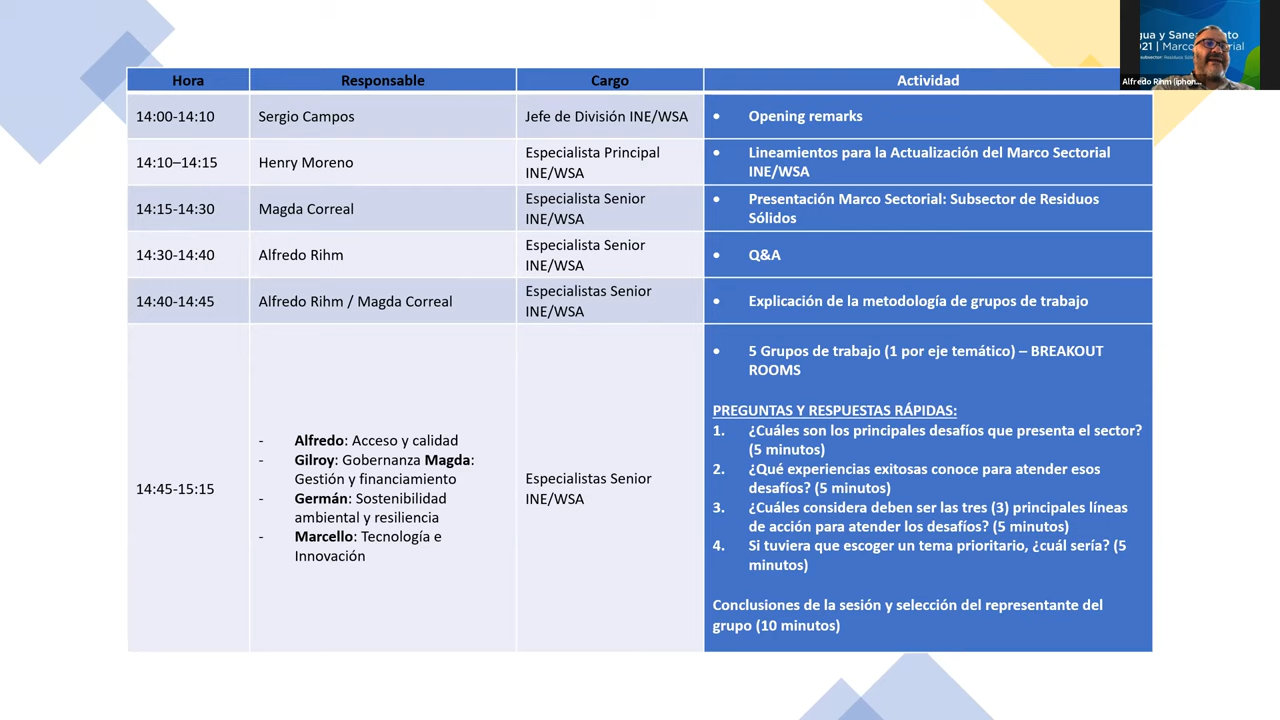 Hora Responsable Cargo Actividad
14:00-14:10 Sergio Campos Jefe de División INE/WSA • Opening remarks
14:10–14:15 Henry Moreno Especialista Principal
INE/WSA • Lineamientos para la Actualización del Marco Sectorial
INE/WSA
14:15-14:30 Magda Correal Especialista Senior
INE/WSA • Presentación Marco Sectorial: Subsector de Residuos
Sólidos
14:30-14:40 Alfredo Rihm Especialista Senior
INE/WSA • Q&A
14:40-14:45 Alfredo Rihm / Magda Correal Especialistas Senior
INE/WSA • Explicación de la metodología de grupos de trabajo
14:45-15:15
- Alfredo: Acceso y calidad
- Gilroy: Gobernanza Magda:
Gestión y financiamiento
- Germán: Sostenibilidad
ambiental y resiliencia
- Marcello: Tecnología e
Innovación
Especialistas Senior
INE/WSA
• 5 Grupos de trabajo (1 por eje temático) – BREAKOUT
ROOMS
PREGUNTAS Y RESPUESTAS RÁPIDAS:
1. ¿Cuáles son los principales desafíos que presenta el sector?
(5 minutos)
2. ¿Qué experiencias exitosas conoce para atender esos
desafíos? (5 minutos)
3. ¿Cuáles considera deben ser las tres (3) principales líneas
de acción para atender los desafíos? (5 minutos)
4. Si tuviera que escoger un tema prioritario, ¿cuál sería? (5
minutos)
Conclusiones de la sesión y selección del representante del
grupo (10 minutos)
gua y Sane
Alfredo Rihm (iphon...